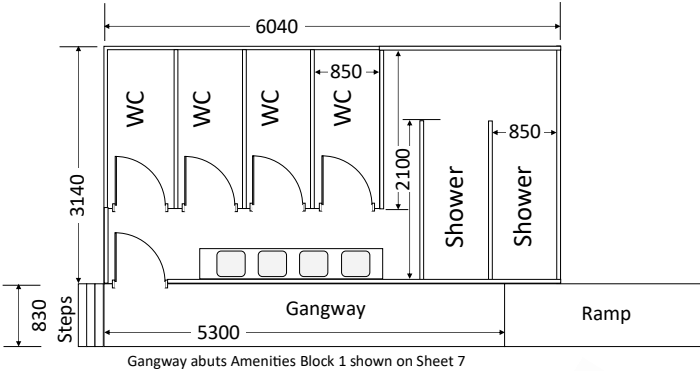 6040
850
WC
WC
WC
WC
850
2100
3140
Shower
Shower
830
Steps
Gangway
Ramp
5300
Gangway abuts Amenities Block 1 shown on Sheet 7